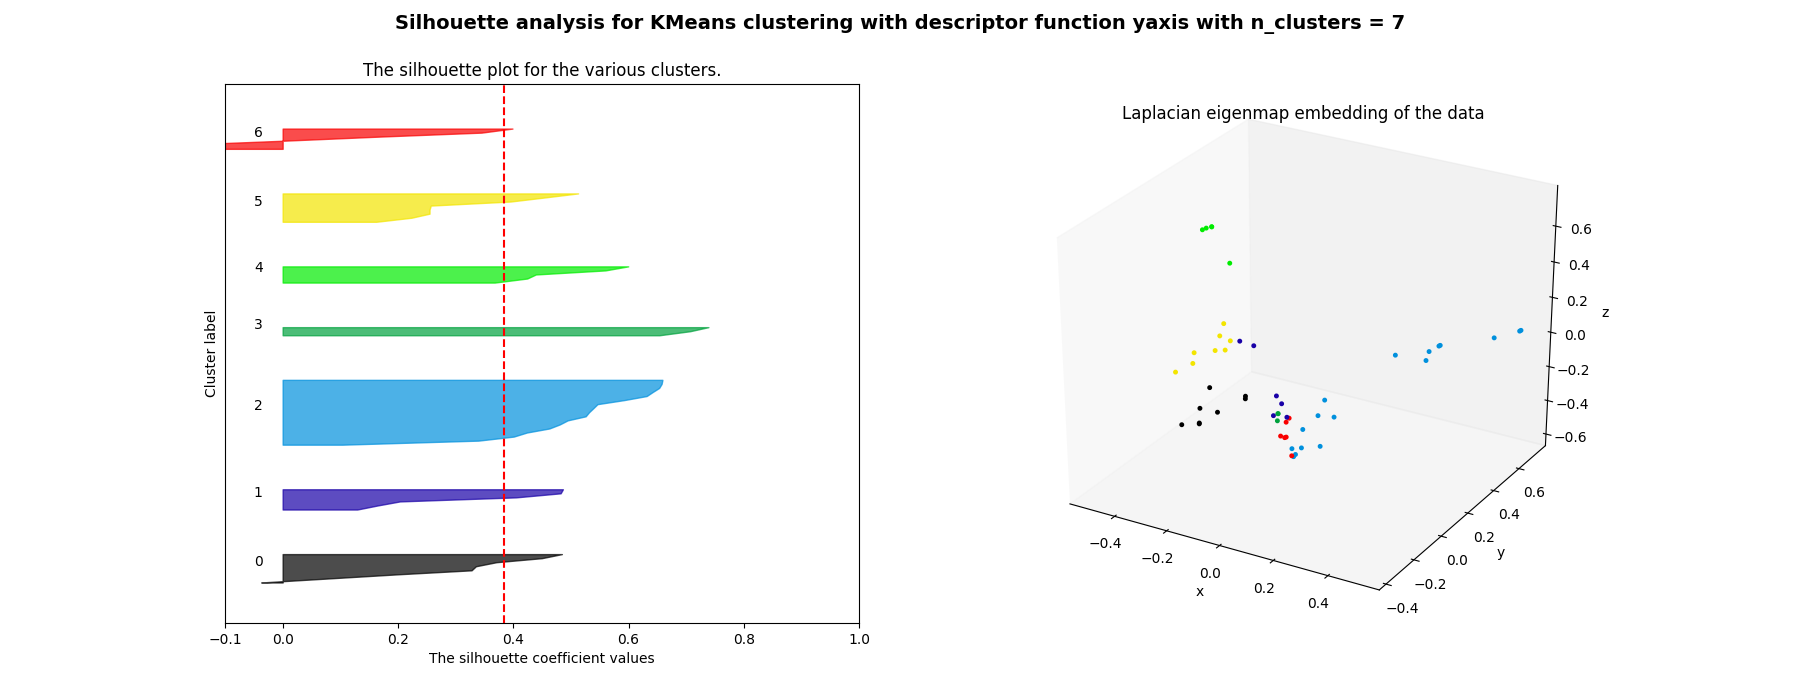 Silhouette analysis for KMeans clustering with descriptor function yaxis with n_clusters = 7
The silhouette plot for the various clusters.
6
5
4
3
2
1
0
Cluster label
−0.1 0.0 0.2 0.4 0.6 0.8 1.0
The silhouette coefficient values
Laplacian eigenmap embedding of the data
0.6
0.4
0.2
0.0
−0.2
−0.4
−0.6
z
0.6
0.4
0.2
0.0
−0.2
−0.4
y
−0.4
−0.2
0.0
0.2
0.4
x